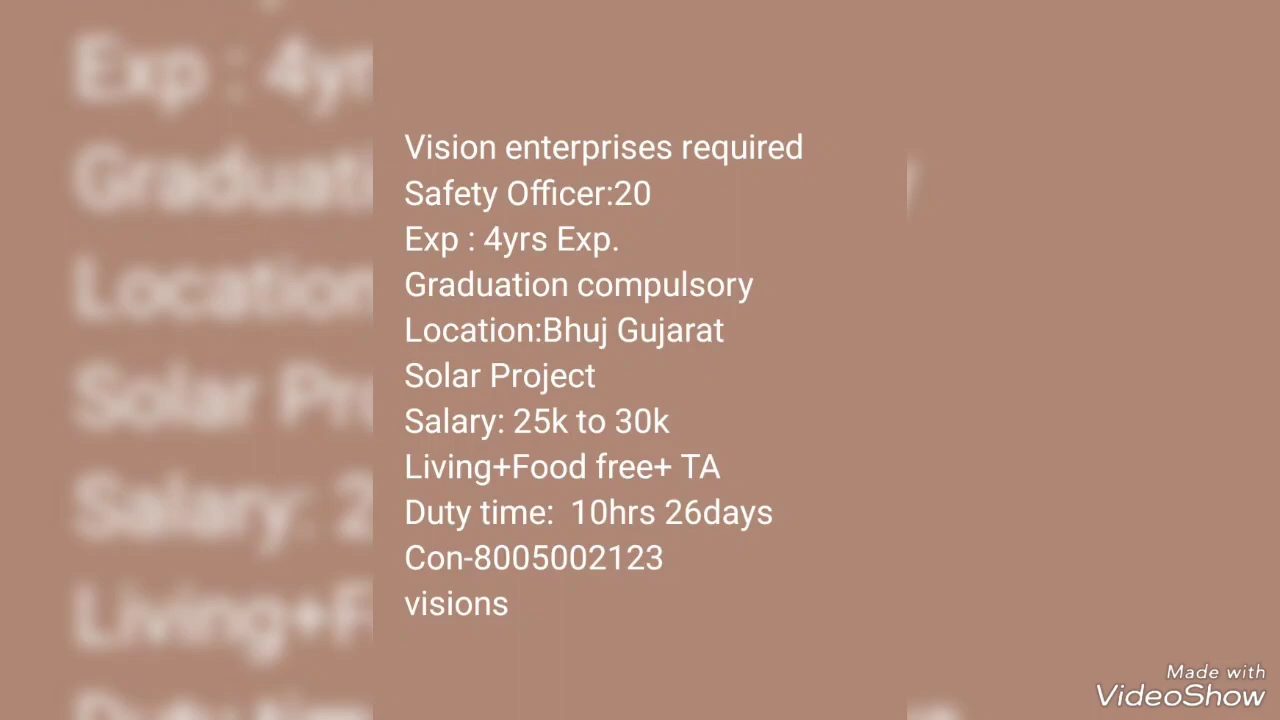 Vision enterprises required
Safety Officer:20
Exp : 4yrs Exp.
Graduation compulsory
Location:Bhuj Gujarat
Solar Project
Salary: 25k to 30k
Living+Food free+ TA
Duty time:  10hrs 26days
Con-8005002123
visions
Made with
VideoShow